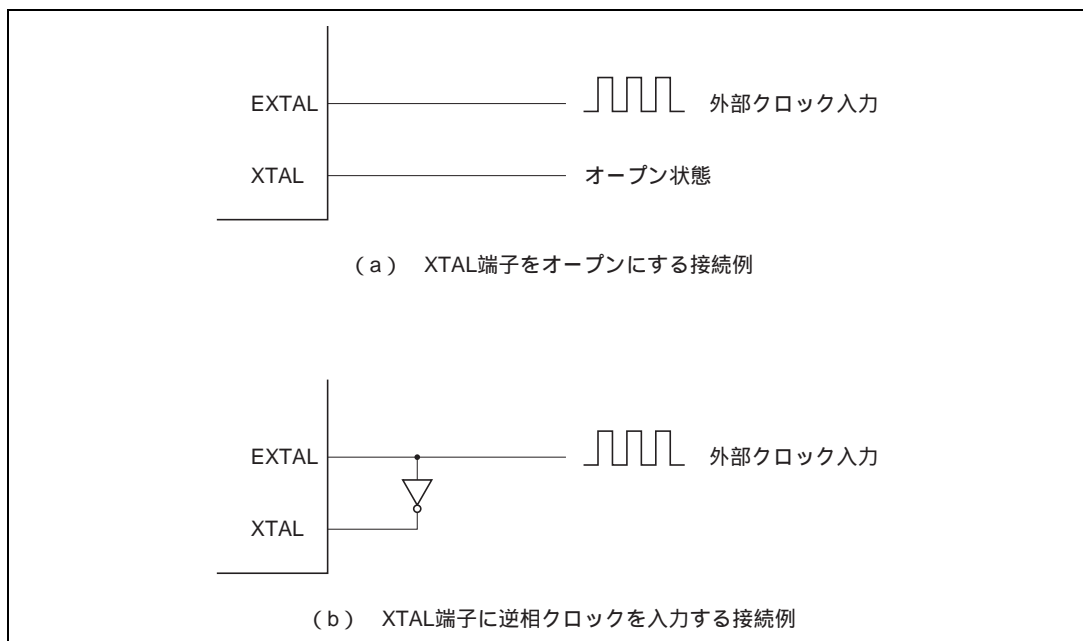 EXTAL 外部クロック入力
XTAL オープン状態
（a） XTAL端子をオープンにする接続例
EXTAL 外部クロック入力
XTAL
（b） XTAL端子に逆相クロックを入力する接続例